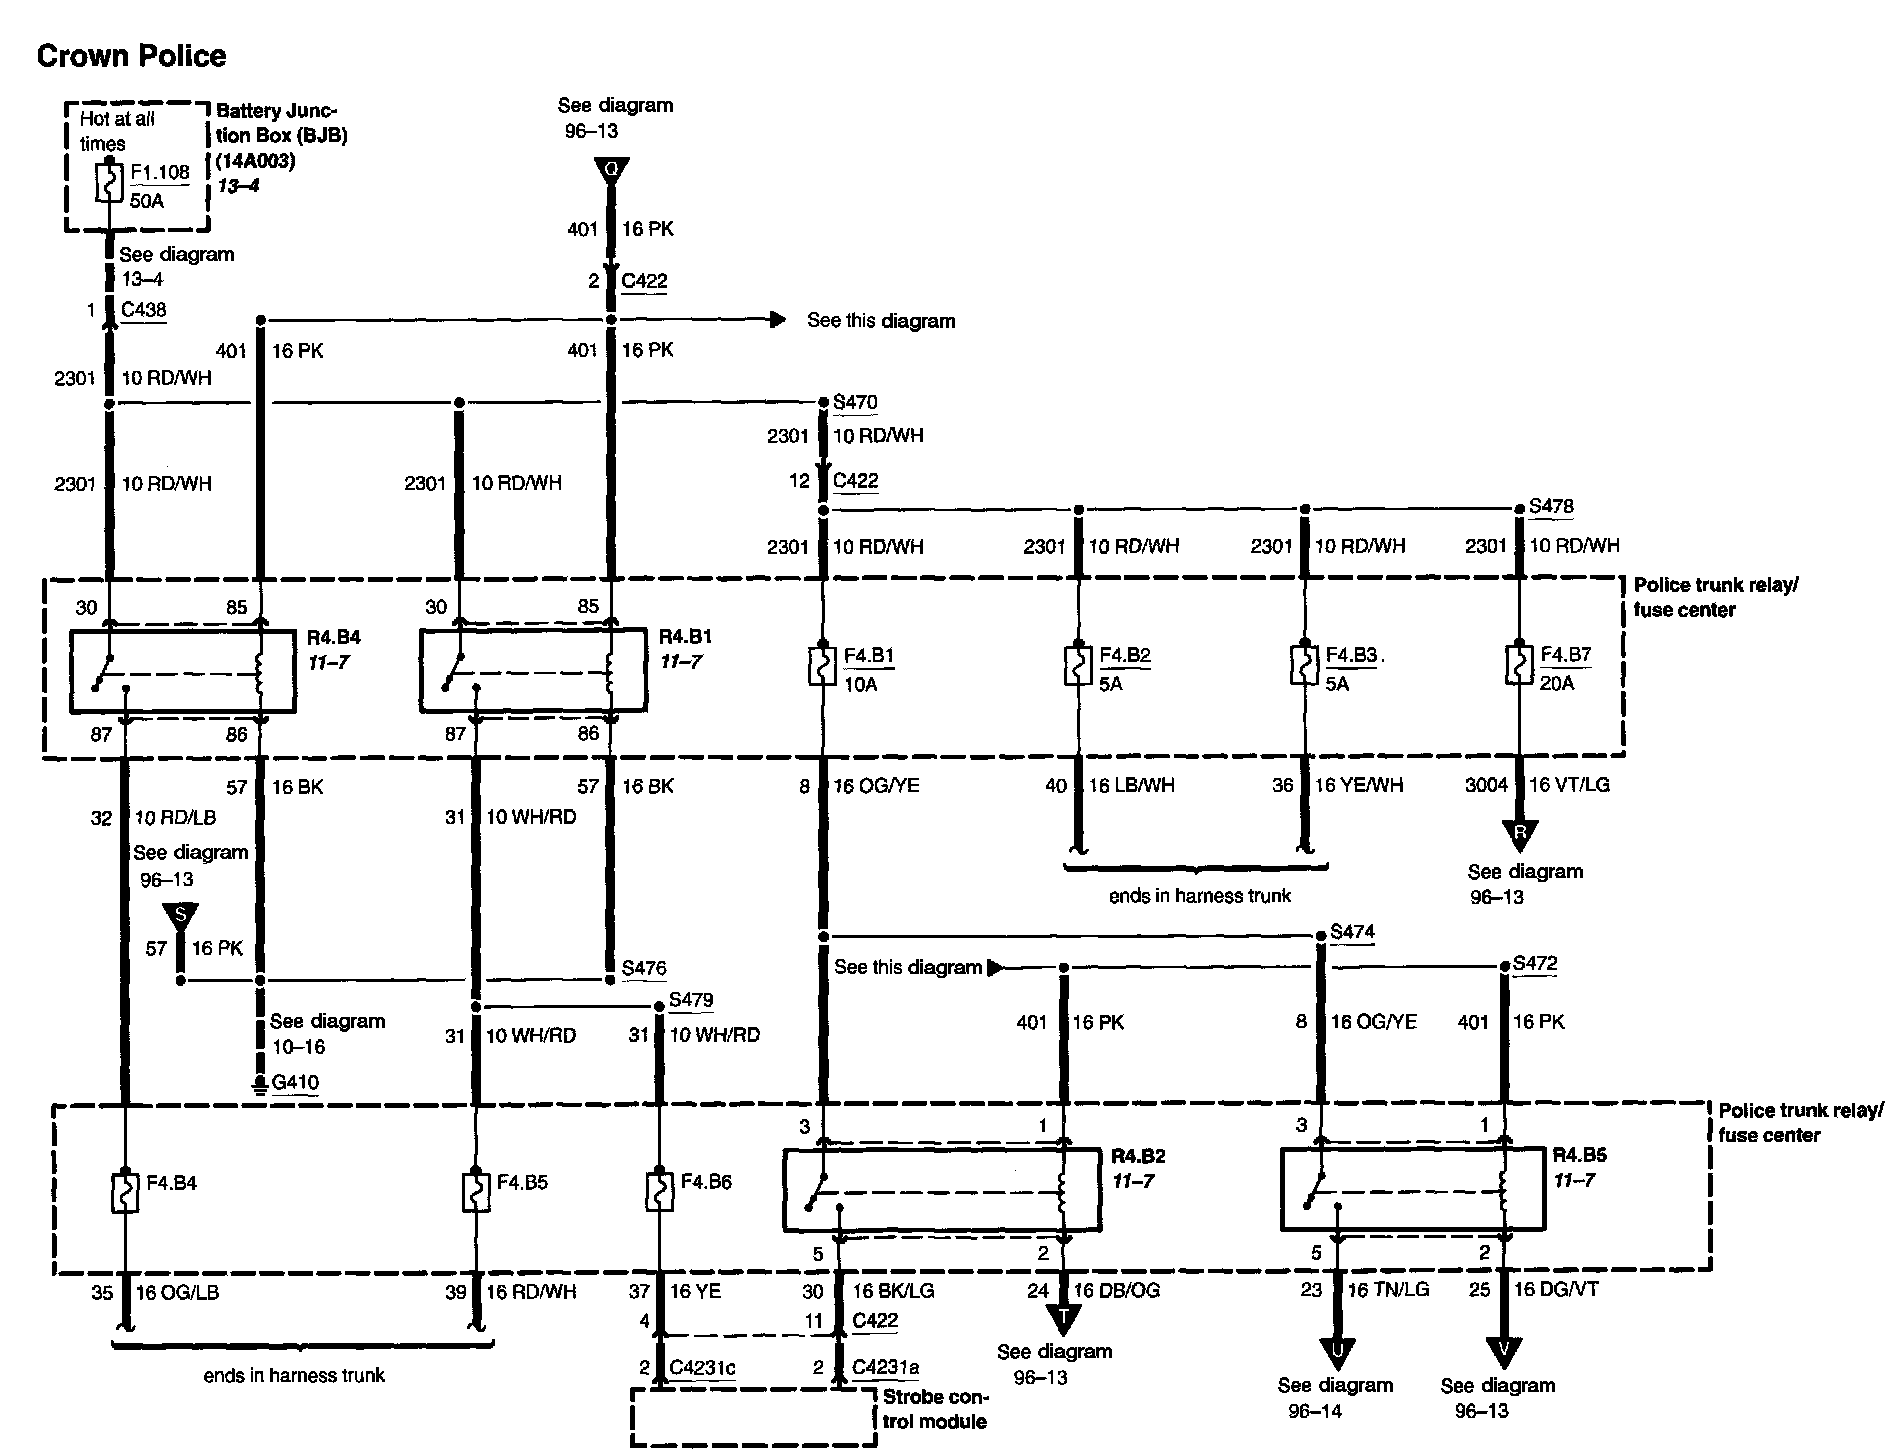 Crown Police
Hot at all
times
F1.108
50A
Battery Junc-
tion Box (BJB)
(14A003)
13–4
See diagram
96–13
Q
401 16 PK
2 C422
See diagram
13–4
1 C438
See this diagram
401 16 PK
401 16 PK
2301 10 RD/WH
S470
2301 10 RD/WH
12 C422
2301 10 RD/WH
2301 10 RD/WH
S478
2301 10 RD/WH
2301 10 RD/WH
2301 10 RD/WH
2301 10 RD/WH
Police trunk relay/
fuse center
30 85
R4.B4
11–7
30 85
R4.B1
11–7
F4.B1
10A
F4.B2
5A
F4.B3.
5A
F4.B7
20A
87 86
87 86
57 16 BK
57 16 BK
8 16 OG/YE
40 16 LB/WH
36 16 YE/WH
3004 16 VT/LG
32 10 RD/LB
31 10 WH/RD
R
See diagram
96–13
See diagram
96–13
ends in harness trunk
S
57 16 PK
S474
See this diagram
S472
S476
S479
See diagram
10–16
G410
31 10 WH/RD
31 10 WH/RD
401 16 PK
8 16 OG/YE
401 16 PK
Police trunk relay/
fuse center
3 1
R4.B2
11–7
3 1
R4.B5
11–7
F4.B4
F4.B5
F4.B6
5 2
5 2
35 16 OG/LB
39 16 RD/WH
37 16 YE
30 16 BK/LG
24 16 DB/OG
23 16 TN/LG
25 16 DG/VT
4 11 C422
T
See diagram
96–13
U
See diagram
96–14
V
See diagram
96–13
ends in harness trunk
2 C4231c
2 C4231a
Strobe con-
trol module